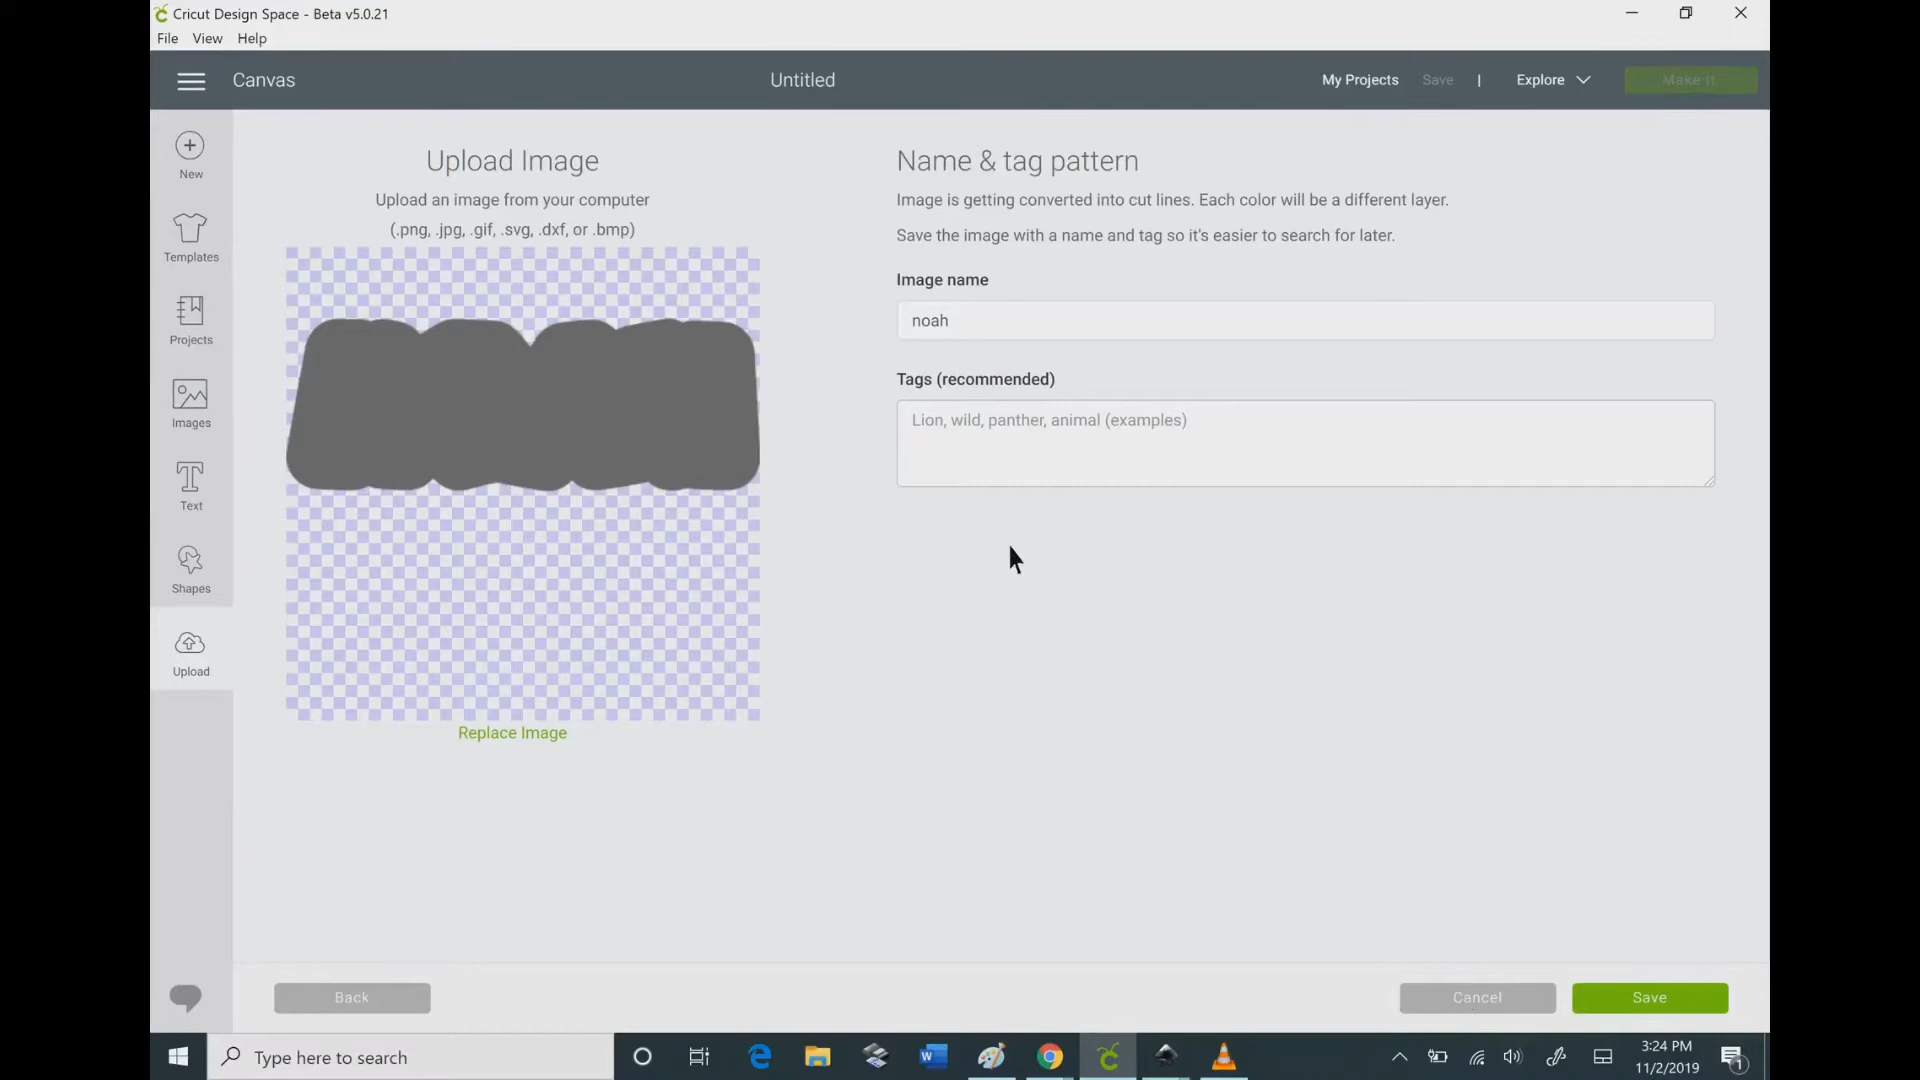 Cricut Design Space - Beta v5.0.21
File View Help
Canvas
Untitled
My Projects Save | Explore Make It
New
Templates
Projects
Images
Text
Shapes
Upload
Upload Image
Upload an image from your computer
(.png, .jpg, .gif, .svg, .dxf, or .bmp)
Replace Image
Name & tag pattern
Image is getting converted into cut lines. Each color will be a different layer.
Save the image with a name and tag so it's easier to search for later.
Image name
noah
Tags (recommended)
Lion, wild, panther, animal (examples)
Back
Cancel
Save
Type here to search
3:24 PM
11/2/2019
1